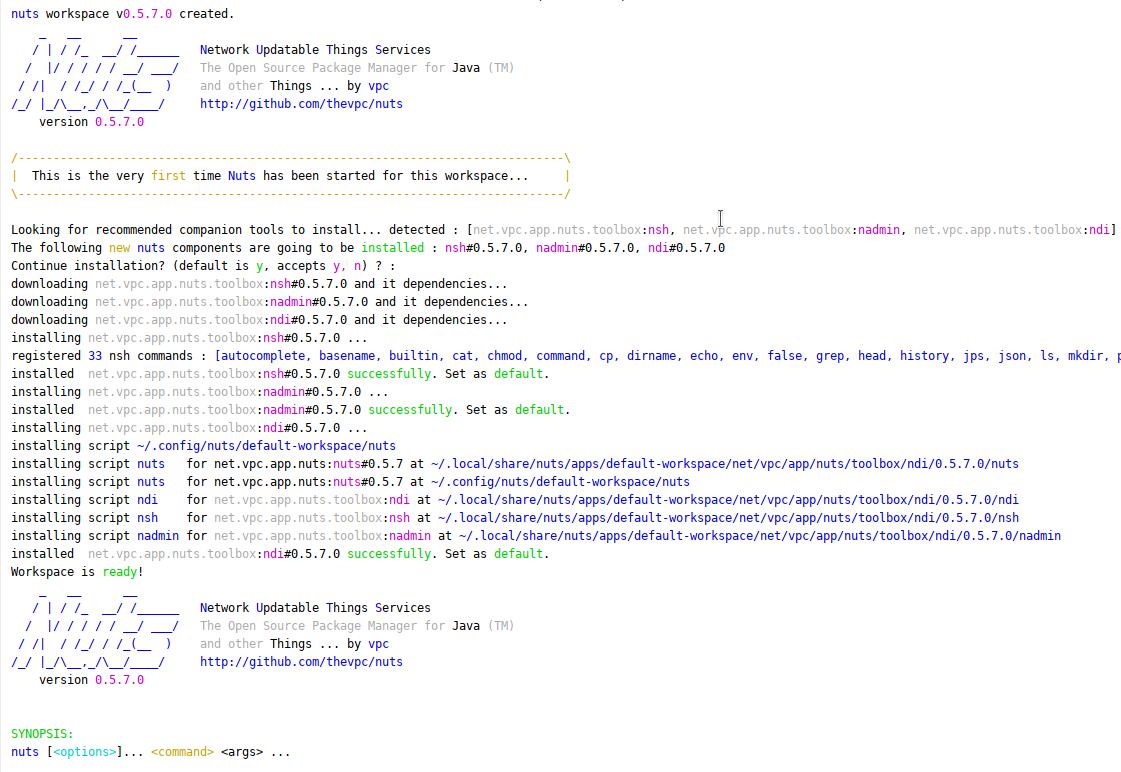 nuts workspace v0.5.7.0 created.
    _   __      __
   / | / /_  __/ /______   Network Updatable Things Services
  /  |/ / / / / __/ ___/   The Open Source Package Manager for Java (TM)
 / /|  / /_/ / /_(__  )    and other Things ... by vpc
/_/ |_/\__,_/\__/____/     http://github.com/thevpc/nuts
    version 0.5.7.0
/------------------------------------------------------------------------------\
|  This is the very first time Nuts has been started for this workspace...     |
\------------------------------------------------------------------------------/
Looking for recommended companion tools to install... detected : [net.vpc.app.nuts.toolbox:nsh, net.vpc.app.nuts.toolbox:nadmin, net.vpc.app.nuts.toolbox:ndi]
The following new nuts components are going to be installed : nsh#0.5.7.0, nadmin#0.5.7.0, ndi#0.5.7.0
Continue installation? (default is y, accepts y, n) ? :
downloading net.vpc.app.nuts.toolbox:nsh#0.5.7.0 and it dependencies...
downloading net.vpc.app.nuts.toolbox:nadmin#0.5.7.0 and it dependencies...
downloading net.vpc.app.nuts.toolbox:ndi#0.5.7.0 and it dependencies...
installing net.vpc.app.nuts.toolbox:nsh#0.5.7.0 ...
registered 33 nsh commands : [autocomplete, basename, builtin, cat, chmod, command, cp, dirname, echo, env, false, grep, head, history, jps, json, ls, mkdir,
installed  net.vpc.app.nuts.toolbox:nsh#0.5.7.0 successfully. Set as default.
installing net.vpc.app.nuts.toolbox:nadmin#0.5.7.0 ...
installed  net.vpc.app.nuts.toolbox:nadmin#0.5.7.0 successfully. Set as default.
installing net.vpc.app.nuts.toolbox:ndi#0.5.7.0 ...
installing script ~/.config/nuts/default-workspace/nuts
installing script nuts   for net.vpc.app.nuts:nuts#0.5.7 at ~/.local/share/nuts/apps/default-workspace/net/vpc/app/nuts/toolbox/ndi/0.5.7.0/nuts
installing script nuts   for net.vpc.app.nuts:nuts#0.5.7 at ~/.config/nuts/default-workspace/nuts
installing script ndi    for net.vpc.app.nuts.toolbox:ndi at ~/.local/share/nuts/apps/default-workspace/net/vpc/app/nuts/toolbox/ndi/0.5.7.0/ndi
installing script nsh    for net.vpc.app.nuts.toolbox:nsh at ~/.local/share/nuts/apps/default-workspace/net/vpc/app/nuts/toolbox/ndi/0.5.7.0/nsh
installing script nadmin for net.vpc.app.nuts.toolbox:nadmin at ~/.local/share/nuts/apps/default-workspace/net/vpc/app/nuts/toolbox/ndi/0.5.7.0/nadmin
installed  net.vpc.app.nuts.toolbox:ndi#0.5.7.0 successfully. Set as default.
Workspace is ready!
    _   __      __
   / | / /_  __/ /______   Network Updatable Things Services
  /  |/ / / / / __/ ___/   The Open Source Package Manager for Java (TM)
 / /|  / /_/ / /_(__  )    and other Things ... by vpc
/_/ |_/\__,_/\__/____/     http://github.com/thevpc/nuts
    version 0.5.7.0
SYNOPSIS:
nuts [<options>]... <command> <args> ...